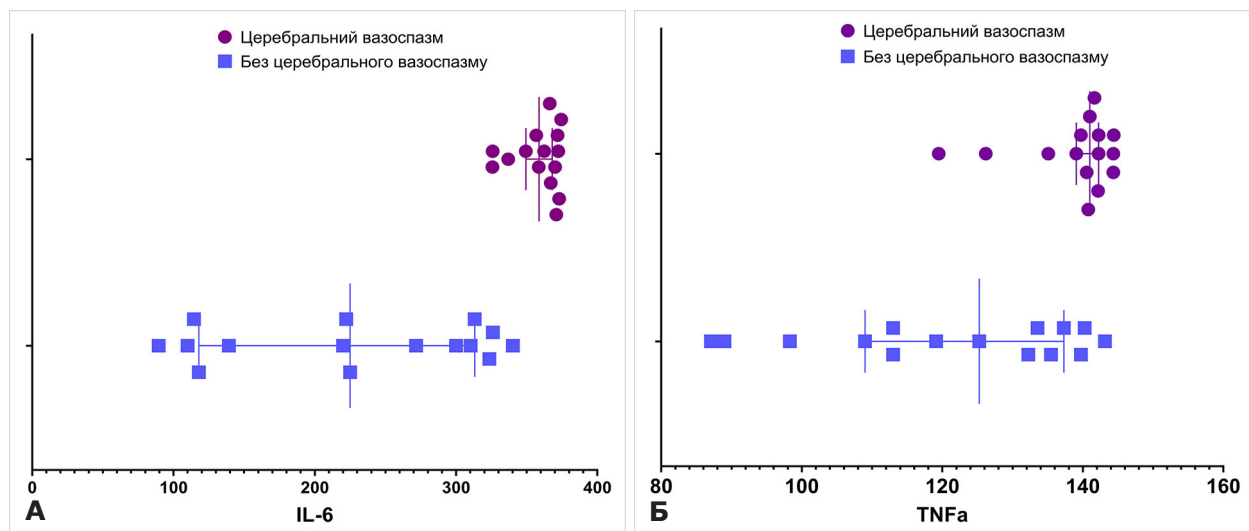 Церебральний вазоспазм
Без церебрального вазоспазму
0 100 200 300 400
IL-6
А
Церебральний вазоспазм
Без церебрального вазоспазму
80 100 120 140 160
TNFa
Б